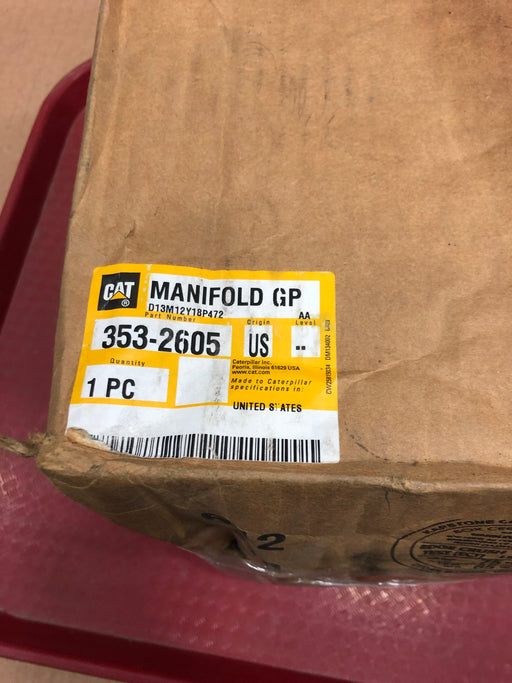 CAT
®
MANIFOLD GP
D13M12Y18P472
AA
Part Number
Origin
Level
353-2605
US
--
Quantity
Caterpillar Inc.
Peoria, Illinois 61629 USA
www.cat.com
1 PC
Made to Caterpillar
specifications in:
UNITED STATES
2